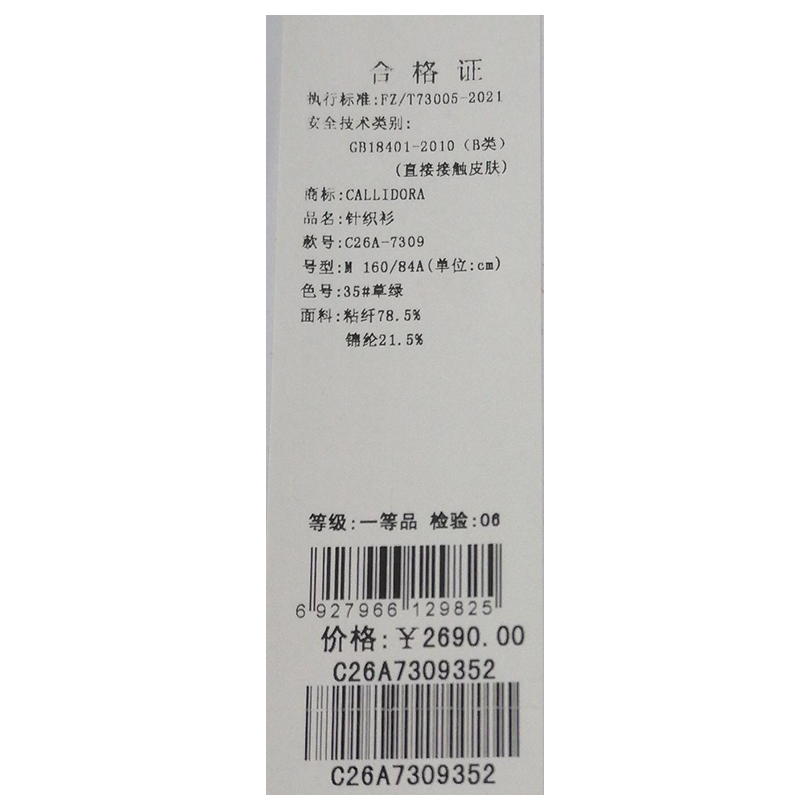 合格证
执行标准:FZ/T73005-2021
安全技术类别:
GB18401-2010（B类）
(直接接触皮肤)
商标:CALLIDORA
品名:针织衫
款号:C26A-7309
号型:M 160/84A(单位:cm)
色号:35#草绿
面料:粘纤78.5%
锦纶21.5%
等级:一等品 检验:06
6 927966 129825
价格:￥2690.00
C26A7309352
C26A7309352